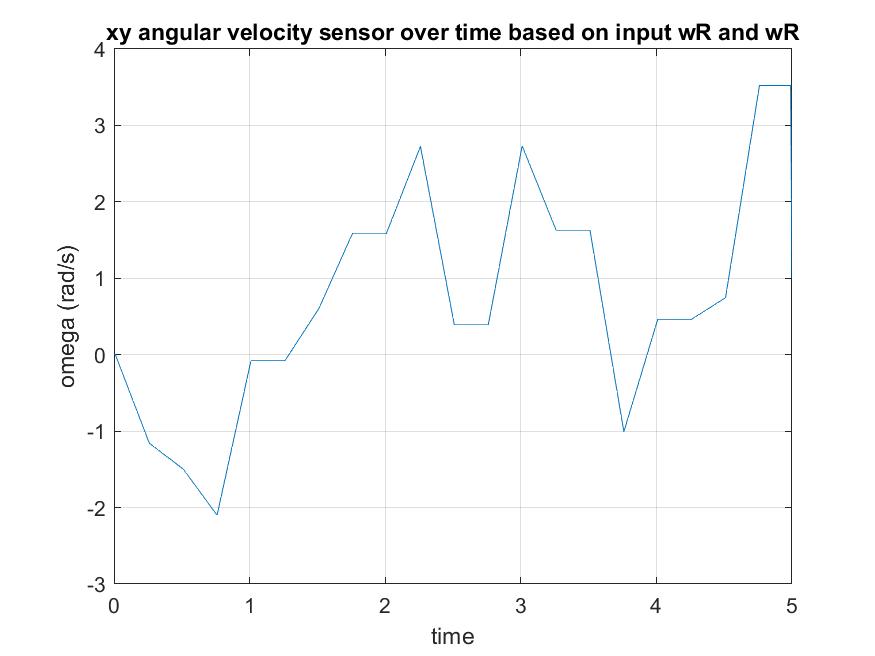 xy angular velocity sensor over time based on input wR and wR
4
3
2
1
0
-1
-2
-3
omega (rad/s)
0 1 2 3 4 5
time